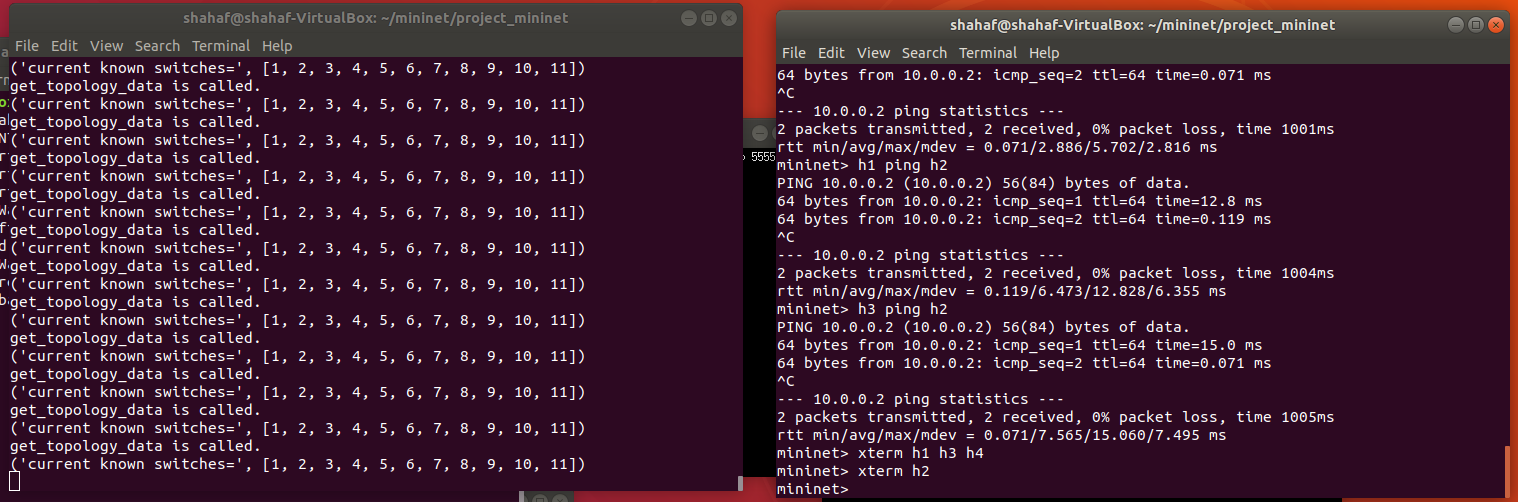 shahaf@shahaf-VirtualBox: ~/mininet/project_mininet
File Edit View Search Terminal Help
('current known switches=', [1, 2, 3, 4, 5, 6, 7, 8, 9, 10, 11])
get_topology_data is called.
('current known switches=', [1, 2, 3, 4, 5, 6, 7, 8, 9, 10, 11])
get_topology_data is called.
('current known switches=', [1, 2, 3, 4, 5, 6, 7, 8, 9, 10, 11])
get_topology_data is called.
('current known switches=', [1, 2, 3, 4, 5, 6, 7, 8, 9, 10, 11])
get_topology_data is called.
('current known switches=', [1, 2, 3, 4, 5, 6, 7, 8, 9, 10, 11])
get_topology_data is called.
('current known switches=', [1, 2, 3, 4, 5, 6, 7, 8, 9, 10, 11])
get_topology_data is called.
('current known switches=', [1, 2, 3, 4, 5, 6, 7, 8, 9, 10, 11])
get_topology_data is called.
('current known switches=', [1, 2, 3, 4, 5, 6, 7, 8, 9, 10, 11])
get_topology_data is called.
('current known switches=', [1, 2, 3, 4, 5, 6, 7, 8, 9, 10, 11])
get_topology_data is called.
('current known switches=', [1, 2, 3, 4, 5, 6, 7, 8, 9, 10, 11])
get_topology_data is called.
('current known switches=', [1, 2, 3, 4, 5, 6, 7, 8, 9, 10, 11])
get_topology_data is called.
('current known switches=', [1, 2, 3, 4, 5, 6, 7, 8, 9, 10, 11])
5555
shahaf@shahaf-VirtualBox: ~/mininet/project_mininet
File Edit View Search Terminal Help
64 bytes from 10.0.0.2: icmp_seq=2 ttl=64 time=0.071 ms
^C
--- 10.0.0.2 ping statistics ---
2 packets transmitted, 2 received, 0% packet loss, time 1001ms
rtt min/avg/max/mdev = 0.071/2.886/5.702/2.816 ms
mininet> h1 ping h2
PING 10.0.0.2 (10.0.0.2) 56(84) bytes of data.
64 bytes from 10.0.0.2: icmp_seq=1 ttl=64 time=12.8 ms
64 bytes from 10.0.0.2: icmp_seq=2 ttl=64 time=0.119 ms
^C
--- 10.0.0.2 ping statistics ---
2 packets transmitted, 2 received, 0% packet loss, time 1004ms
rtt min/avg/max/mdev = 0.119/6.473/12.828/6.355 ms
mininet> h3 ping h2
PING 10.0.0.2 (10.0.0.2) 56(84) bytes of data.
64 bytes from 10.0.0.2: icmp_seq=1 ttl=64 time=15.0 ms
64 bytes from 10.0.0.2: icmp_seq=2 ttl=64 time=0.071 ms
^C
--- 10.0.0.2 ping statistics ---
2 packets transmitted, 2 received, 0% packet loss, time 1005ms
rtt min/avg/max/mdev = 0.071/7.565/15.060/7.495 ms
mininet> xterm h1 h3 h4
mininet> xterm h2
mininet>